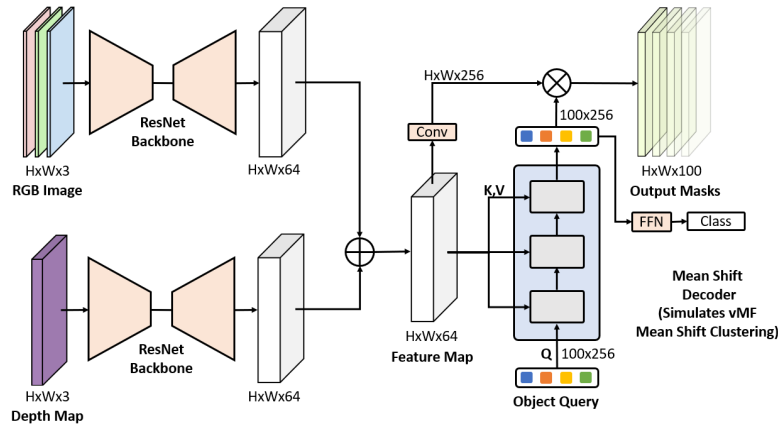 HxWx3
RGB Image
ResNet
Backbone
HxWx64
HxWx3
Depth Map
ResNet
Backbone
HxWx64
HxWx64
Feature Map
Conv
HxWx256
K,V
Q
100x256
Object Query
100x256
HxWx100
Output Masks
FFN
Class
Mean Shift
Decoder
(Simulates vMF
Mean Shift Clustering)